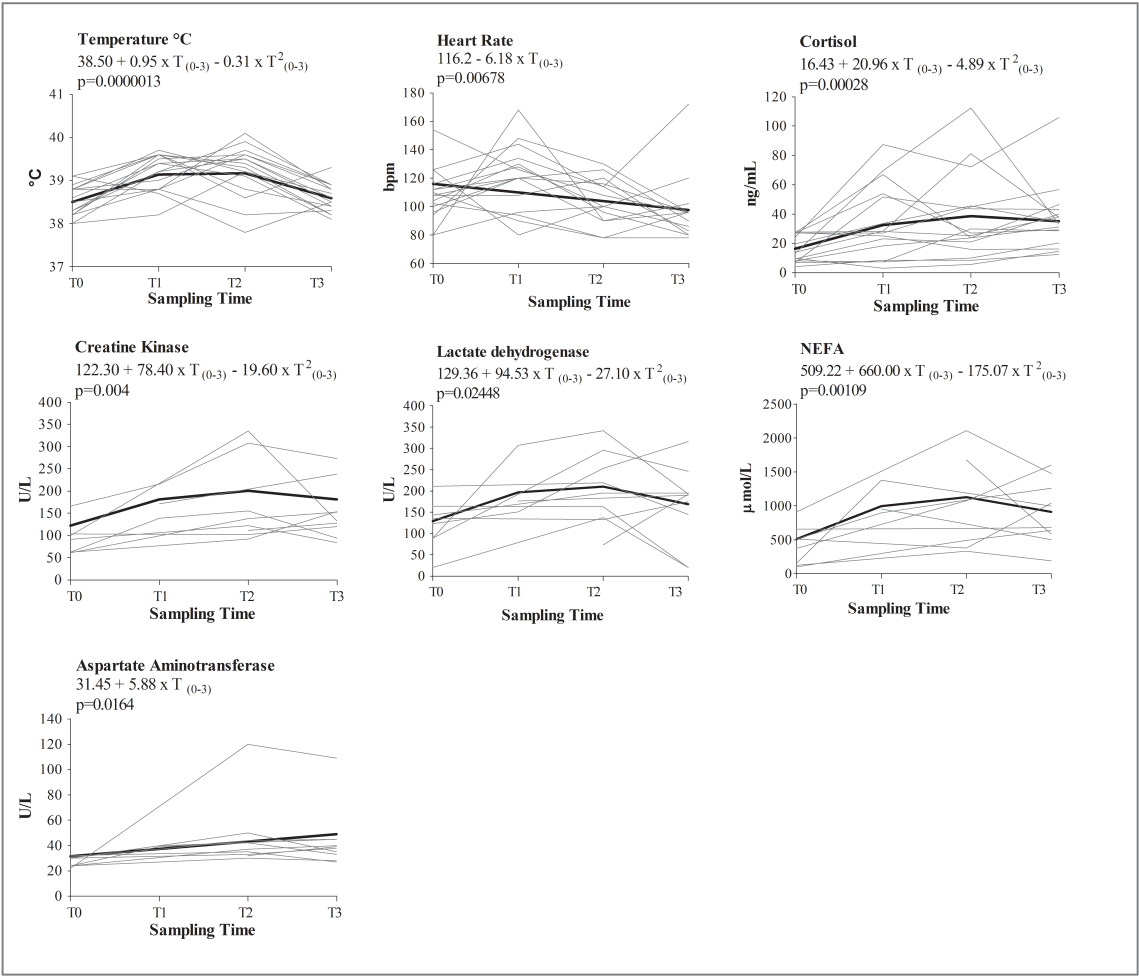 Temperature °C
38.50 + 0.95 x T (0-3) - 0.31 x T²(0-3)
p=0.0000013
41
40
39
38
37
°C
T0 T1 T2 T3
Sampling Time
Heart Rate
116.2 - 6.18 x T(0-3)
p=0.00678
180
160
140
120
100
80
60
bpm
T0 T1 T2 T3
Sampling Time
Cortisol
16.43 + 20.96 x T (0-3) - 4.89 x T²(0-3)
p=0.00028
120
100
80
60
40
20
0
ng/mL
T0 T1 T2 T3
Sampling Time
Creatine Kinase
122.30 + 78.40 x T (0-3) - 19.60 x T²(0-3)
p=0.004
400
350
300
250
200
150
100
50
0
U/L
T0 T1 T2 T3
Sampling Time
Lactate dehydrogenase
129.36 + 94.53 x T (0-3) - 27.10 x T²(0-3)
p=0.02448
400
350
300
250
200
150
100
50
0
U/L
T0 T1 T2 T3
Sampling Time
NEFA
509.22 + 660.00 x T (0-3) - 175.07 x T²(0-3)
p=0.00109
2500
2000
1500
1000
500
0
μmol/L
T0 T1 T2 T3
Sampling Time
Aspartate Aminotransferase
31.45 + 5.88 x T (0-3)
p=0.0164
140
120
100
80
60
40
20
0
U/L
T0 T1 T2 T3
Sampling Time